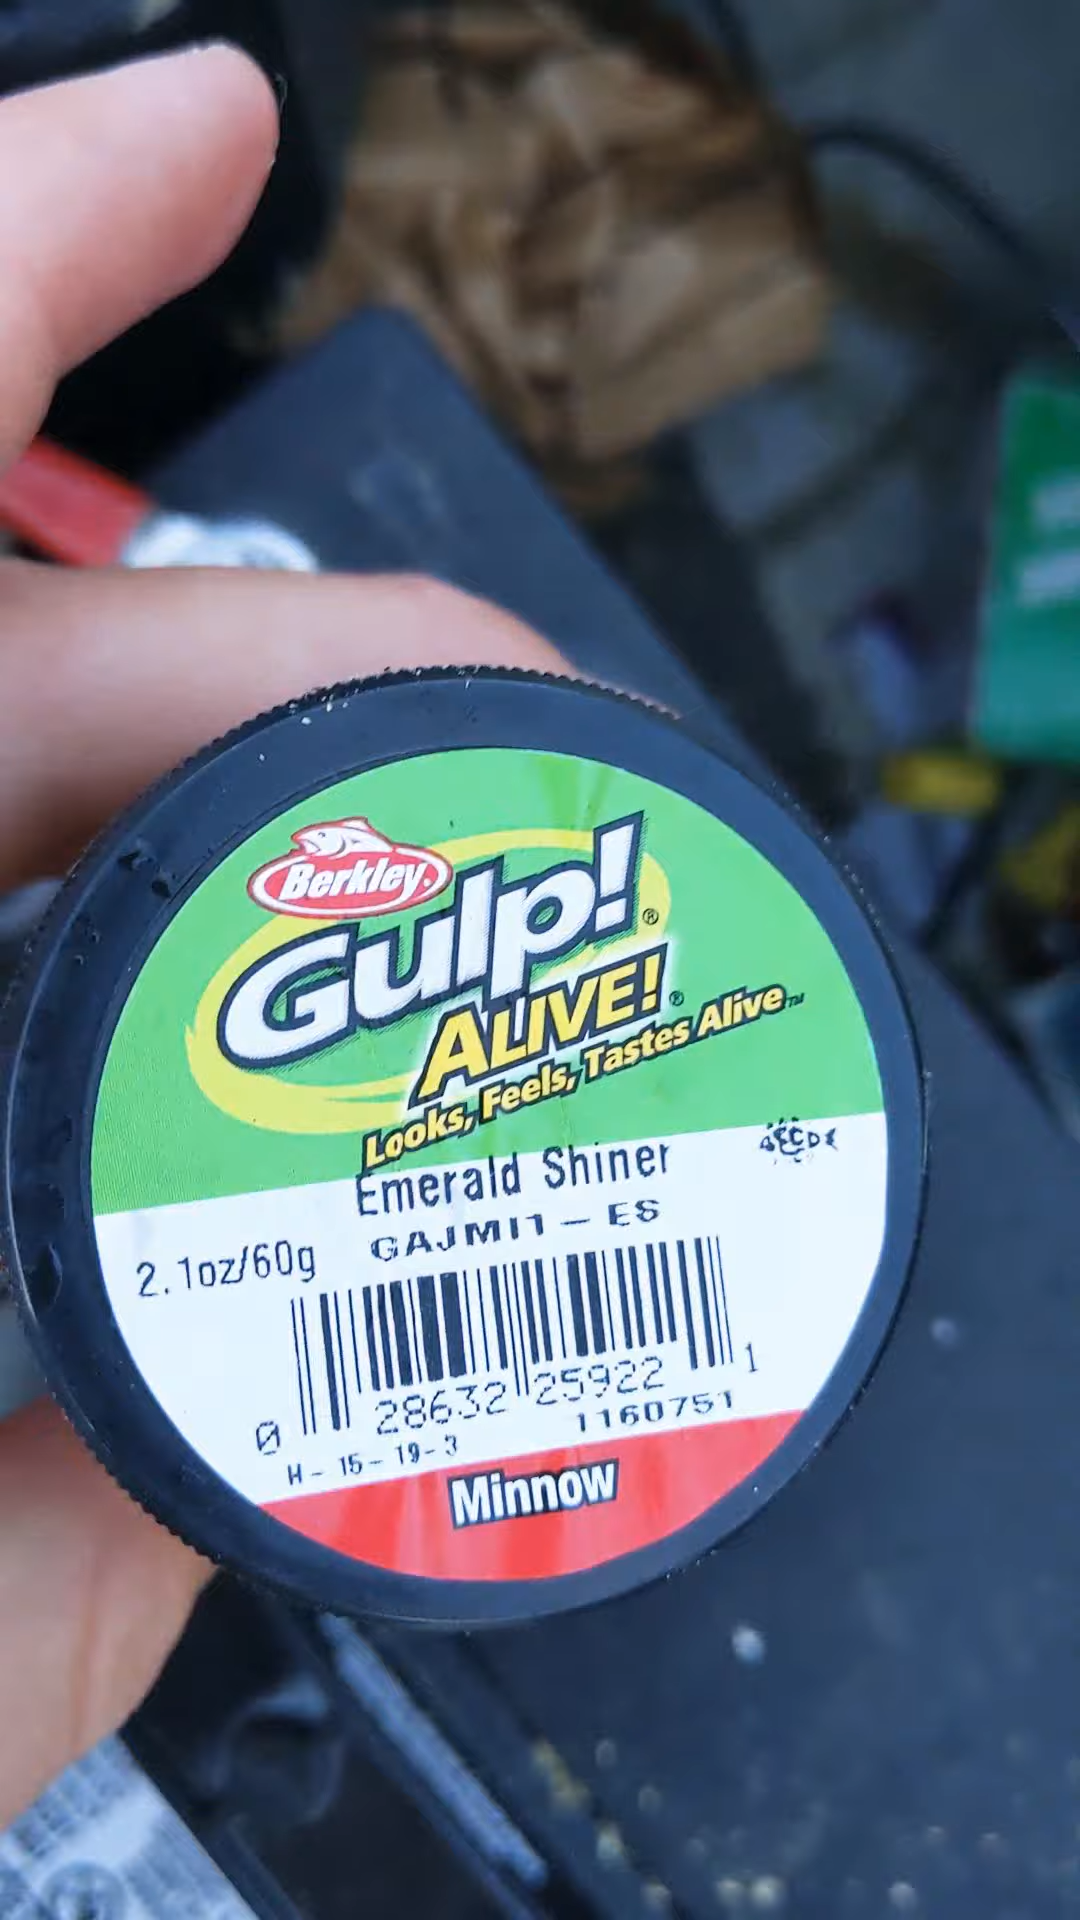 Berkley
Gulp!®
ALIVE!®
Looks, Feels, Tastes Alive™
Emerald Shiner
GAJMI1-ES
2.1oz/60g
0 28632 25922 1
1160751
H-15-19-3
Minnow